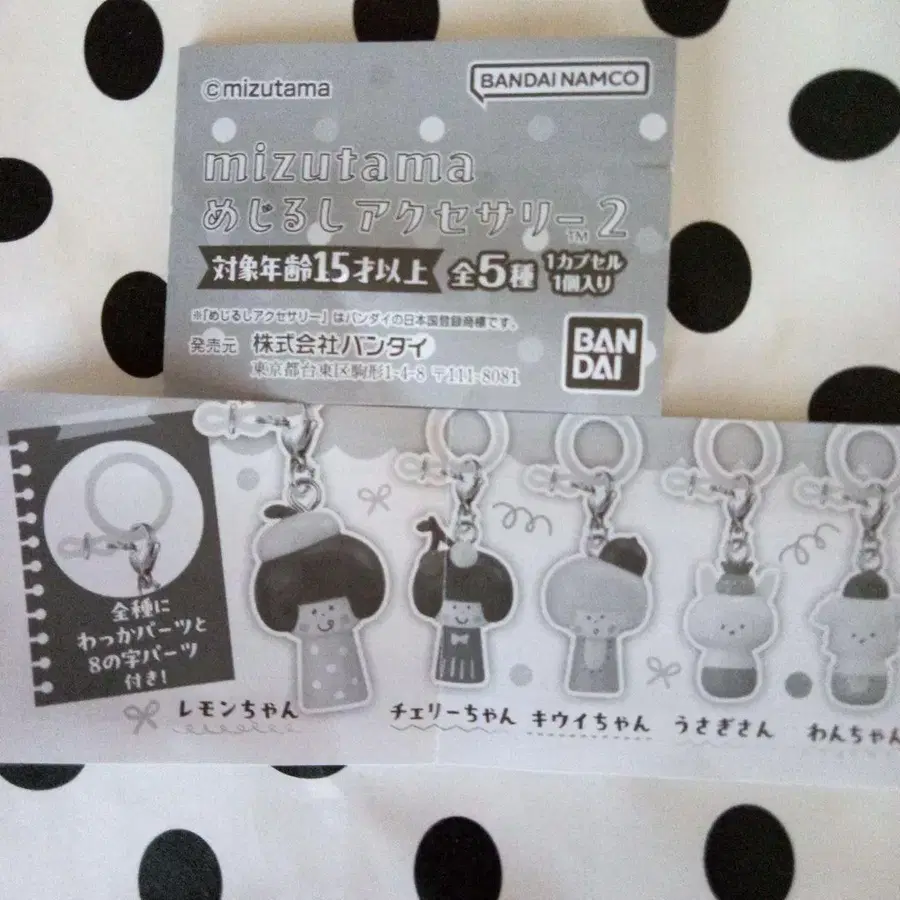 ©mizutama
BANDAI NAMCO
mizutama
めじるしアクセサリー™2
対象年齢15才以上
全5種
1カプセル
1個入り
※「めじるしアクセサリー」はバンダイの日本国登録商標です。
発売元 株式会社バンダイ
東京都台東区駒形1-4-8 〒111-8081
BAN
DAI
全種に
わっかパーツと
8の字パーツ
付き!
レモンちゃん
チェリーちゃん
キウイちゃん
うさぎさん
わんちゃん